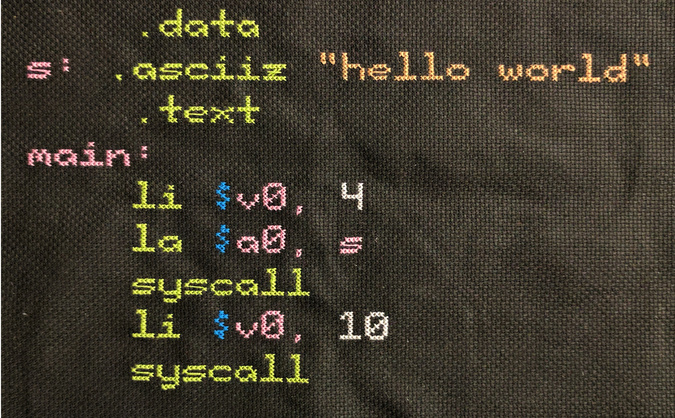 .data
s: .asciiz "hello world"
.text
main:
li $v0, 4
la $a0, s
syscall
li $v0, 10
syscall